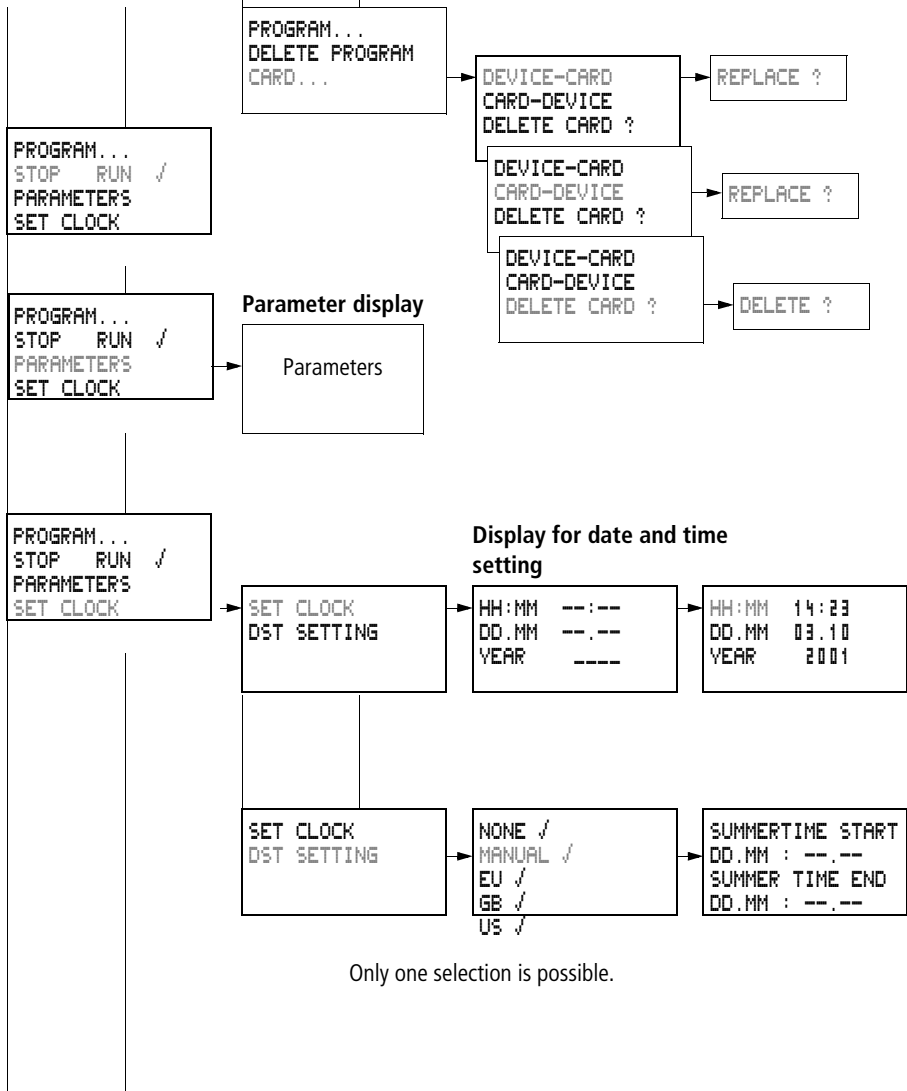 PROGRAM...
DELETE PROGRAM
CARD...
DEVICE-CARD
CARD-DEVICE
DELETE CARD ?
REPLACE ?
DEVICE-CARD
CARD-DEVICE
DELETE CARD ?
REPLACE ?
DEVICE-CARD
CARD-DEVICE
DELETE CARD ?
DELETE ?
PROGRAM...
STOP RUN √
PARAMETERS
SET CLOCK
PROGRAM...
STOP RUN √
PARAMETERS
SET CLOCK
Parameter display
Parameters
PROGRAM...
STOP RUN √
PARAMETERS
SET CLOCK
SET CLOCK
DST SETTING
Display for date and time
setting
HH:MM --:--
DD.MM --.--
YEAR ----
HH:MM 14:23
DD.MM 03.10
YEAR 2001
SET CLOCK
DST SETTING
NONE √
MANUAL √
EU √
GB √
US √
SUMMERTIME START
DD.MM : --.--
SUMMER TIME END
DD.MM : --.--
Only one selection is possible.